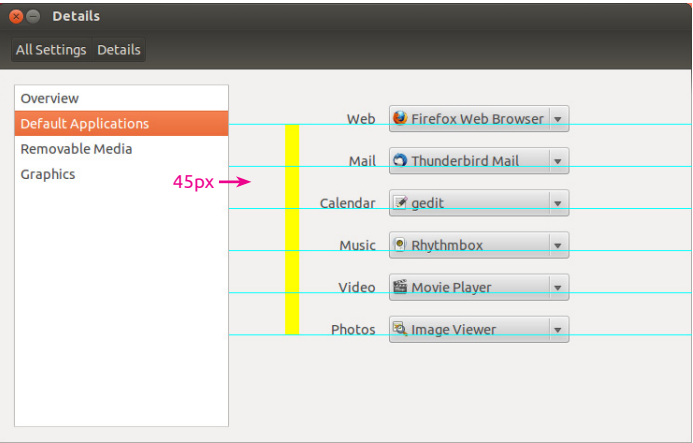 Details
All Settings Details
Overview
Default Applications
Removable Media
Graphics
45px
Web Firefox Web Browser
Mail Thunderbird Mail
Calendar gedit
Music Rhythmbox
Video Movie Player
Photos Image Viewer